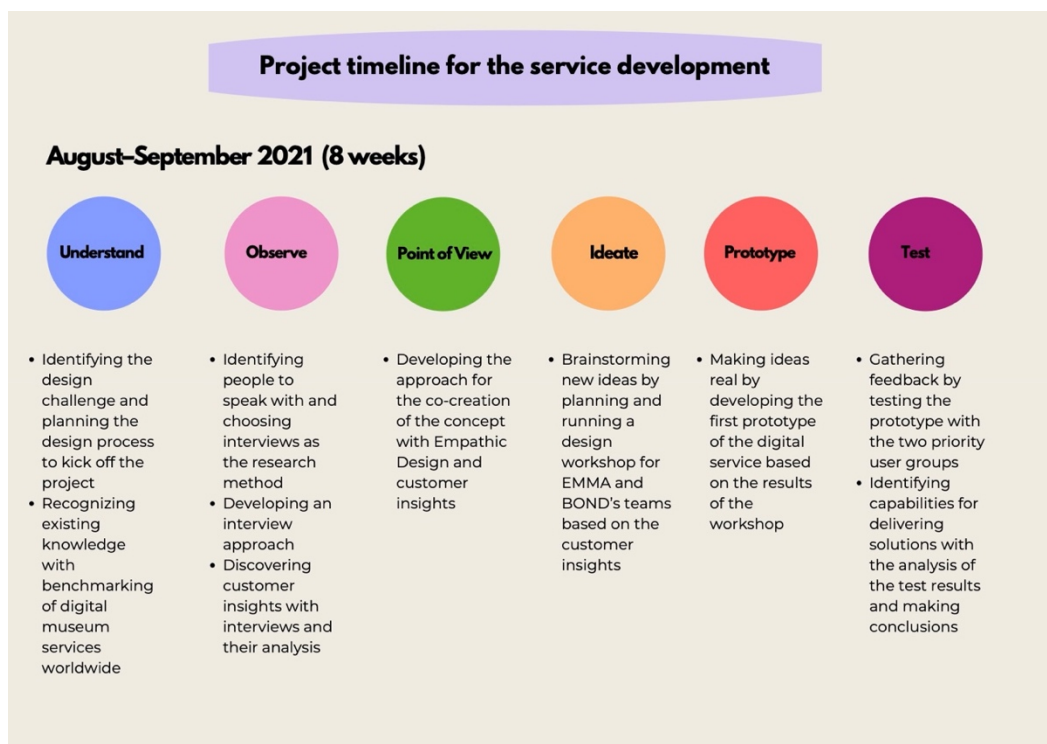 Project timeline for the service development
August–September 2021 (8 weeks)
Understand
Observe
Point of View
Ideate
Prototype
Test
• Identifying the
design
challenge and
planning the
design process
to kick off the
project
• Recognizing
existing
knowledge
with
benchmarking
of digital
museum
services
worldwide
• Identifying
people to
speak with and
choosing
interviews as
the research
method
• Developing an
interview
approach
• Discovering
customer
insights with
interviews and
their analysis
• Developing the
approach for
the co-creation
of the concept
with Empathic
Design and
customer
insights
• Brainstorming
new ideas by
planning and
running a
design
workshop for
EMMA and
BOND's teams
based on the
customer
insights
• Making ideas
real by
developing the
first prototype
of the digital
service based
on the results
of the
workshop
• Gathering
feedback by
testing the
prototype with
the two priority
user groups
• Identifying
capabilities for
delivering
solutions with
the analysis of
the test results
and making
conclusions